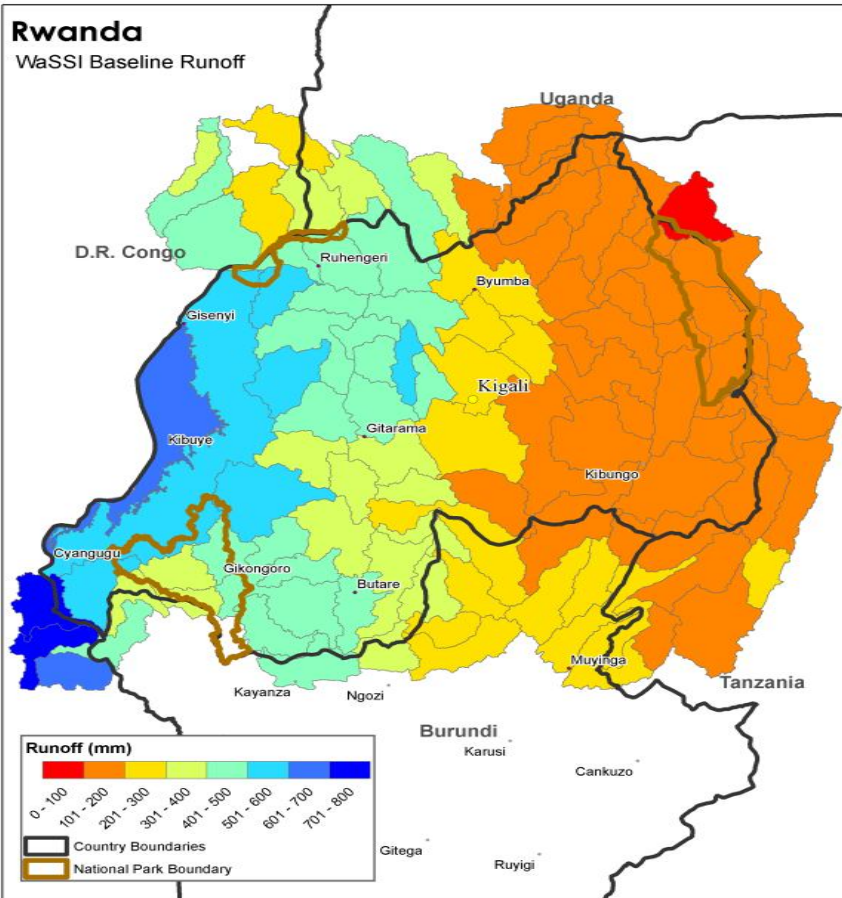 Rwanda
WaSSI Baseline Runoff
Uganda
D.R. Congo
Ruhengeri
Byumba
Gisenyi
Kigali
Kibuye
Gitarama
Kibungo
Cyangugu
Gikongoro
Butare
Muyinga
Kayanza
Ngozi
Tanzania
Burundi
Karusi
Cankuzo
Gitega
Ruyigi
Runoff (mm)
0 - 100
101 - 200
201 - 300
301 - 400
401 - 500
501 - 600
601 - 700
701 - 800
Country Boundaries
National Park Boundary